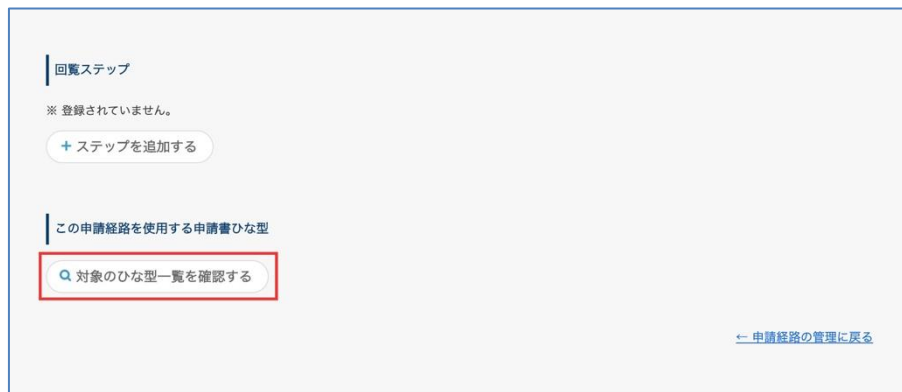 回覧ステップ
※ 登録されていません。
+ ステップを追加する
この申請経路を使用する申請書ひな型
対象のひな型一覧を確認する
← 申請経路の管理に戻る